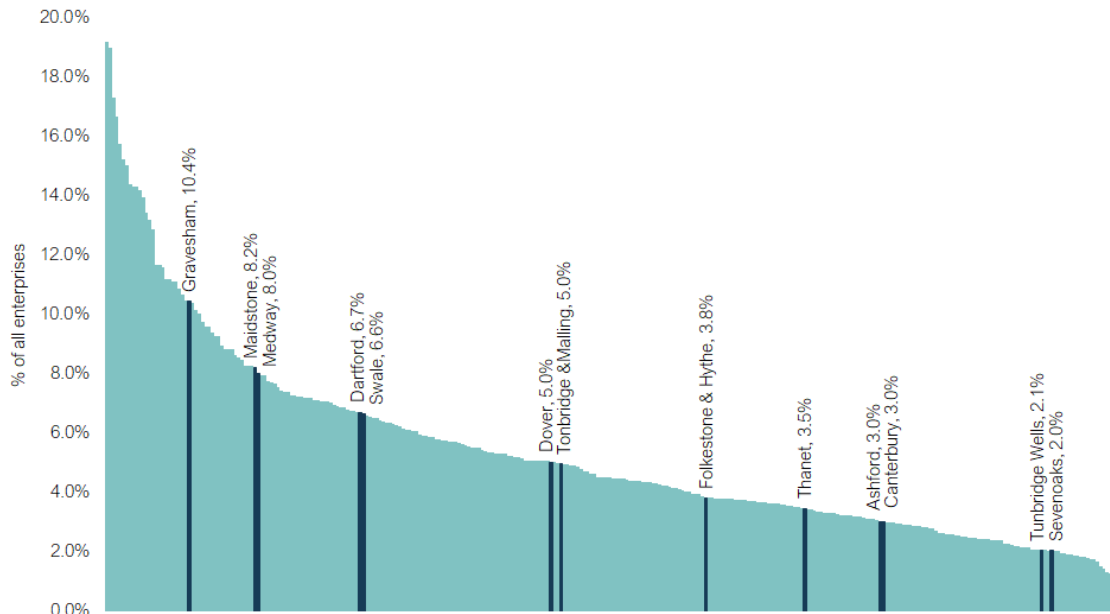 20.0%
18.0%
16.0%
14.0%
12.0%
10.0%
8.0%
6.0%
4.0%
2.0%
0.0%
% of all enterprises
Gravesham, 10.4%
Maidstone, 8.2%
Medway, 8.0%
Dartford, 6.7%
Swale, 6.6%
Dover, 5.0%
Tonbridge &Malling, 5.0%
Folkestone & Hythe, 3.8%
Thanet, 3.5%
Ashford, 3.0%
Canterbury, 3.0%
Tunbridge Wells, 2.1%
Sevenoaks, 2.0%